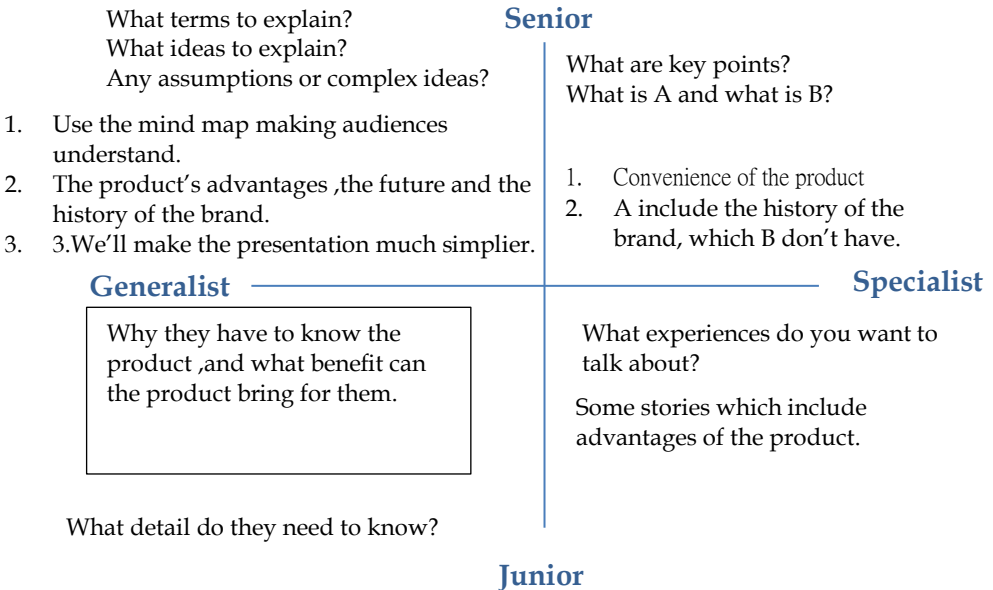 Senior
What terms to explain?
What ideas to explain?
Any assumptions or complex ideas?
1. Use the mind map making audiences
understand.
2. The product's advantages ,the future and the
history of the brand.
3. 3.We'll make the presentation much simplier.
What are key points?
What is A and what is B?
1. Convenience of the product
2. A include the history of the
brand, which B don't have.
Generalist
Specialist
Why they have to know the
product ,and what benefit can
the product bring for them.
What detail do they need to know?
What experiences do you want to
talk about?
Some stories which include
advantages of the product.
Junior